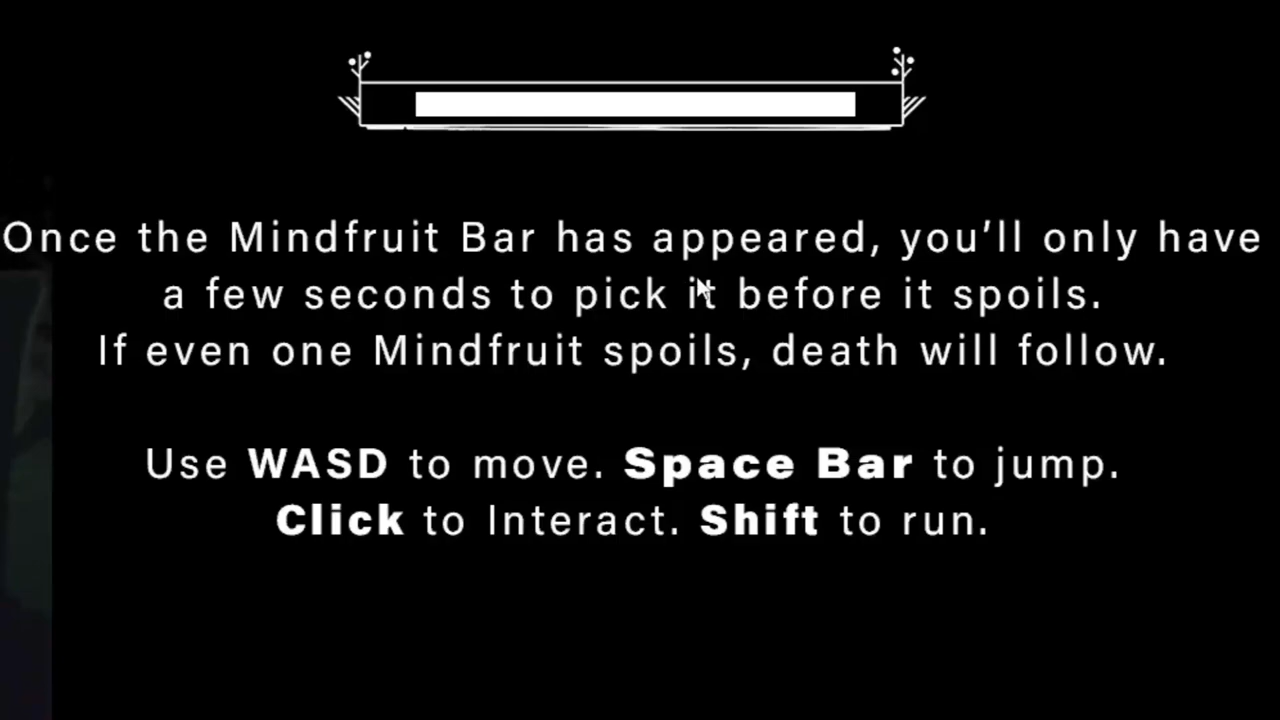 Once the Mindfruit Bar has appeared, you’ll only have
a few seconds to pick it before it spoils.
If even one Mindfruit spoils, death will follow.
Use WASD to move. Space Bar to jump.
Click to Interact. Shift to run.